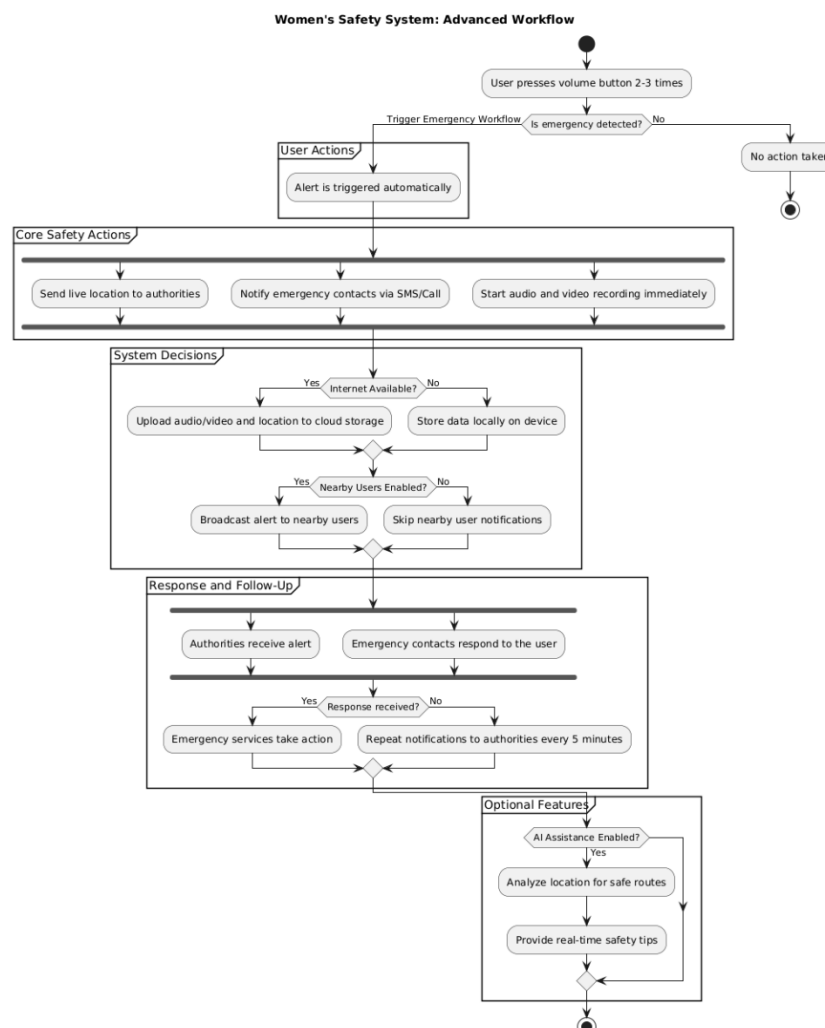 Women's Safety System: Advanced Workflow
User presses volume button 2-3 times
Trigger Emergency Workflow
Is emergency detected?
No
User Actions
No action taken
Alert is triggered automatically
Core Safety Actions
Send live location to authorities
Notify emergency contacts via SMS/Call
Start audio and video recording immediately
System Decisions
Yes
Internet Available?
No
Upload audio/video and location to cloud storage
Store data locally on device
Yes
Nearby Users Enabled?
No
Broadcast alert to nearby users
Skip nearby user notifications
Response and Follow-Up
Authorities receive alert
Emergency contacts respond to the user
Yes
Response received?
No
Emergency services take action
Repeat notifications to authorities every 5 minutes
Optional Features
AI Assistance Enabled?
Yes
Analyze location for safe routes
Provide real-time safety tips